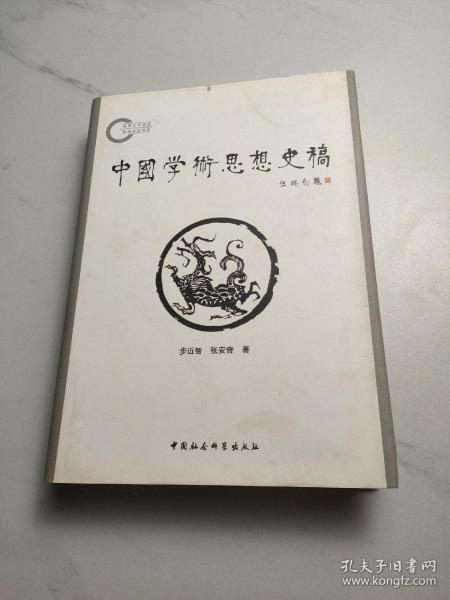 中國学術思想史稿
步近智 张安奇 著
中国社会科学出版社
孔夫子旧书网
www.kongfz.com